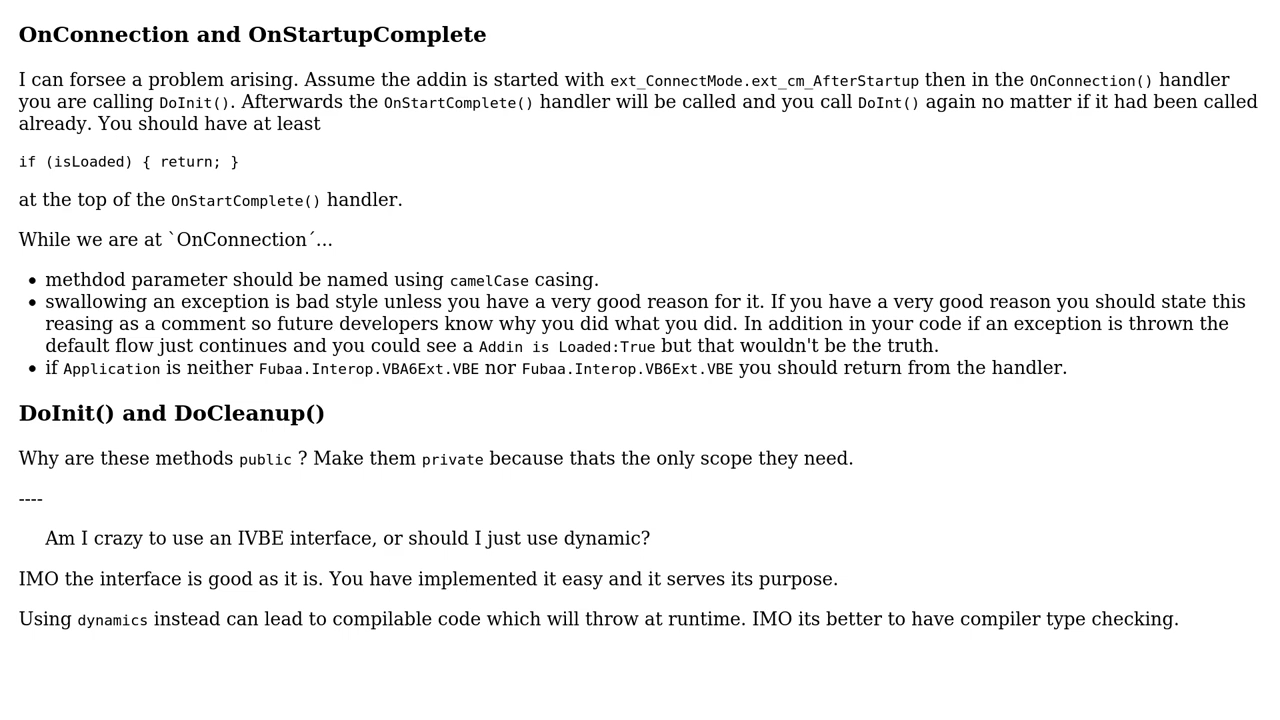 OnConnection and OnStartupComplete
I can forsee a problem arising. Assume the addin is started with ext_ConnectMode.ext_cm_AfterStartup then in the OnConnection() handler
you are calling DoInit(). Afterwards the OnStartComplete() handler will be called and you call DoInt() again no matter if it had been called
already. You should have at least
if (isLoaded) { return; }
at the top of the OnStartComplete() handler.
While we are at `OnConnection´...
• methdod parameter should be named using camelCase casing.
• swallowing an exception is bad style unless you have a very good reason for it. If you have a very good reason you should state this
reasing as a comment so future developers know why you did what you did. In addition in your code if an exception is thrown the
default flow just continues and you could see a Addin is Loaded:True but that wouldn't be the truth.
• if Application is neither Fubaa.Interop.VBA6Ext.VBE nor Fubaa.Interop.VB6Ext.VBE you should return from the handler.
DoInit() and DoCleanup()
Why are these methods public ? Make them private because thats the only scope they need.
----
Am I crazy to use an IVBE interface, or should I just use dynamic?
IMO the interface is good as it is. You have implemented it easy and it serves its purpose.
Using dynamics instead can lead to compilable code which will throw at runtime. IMO its better to have compiler type checking.